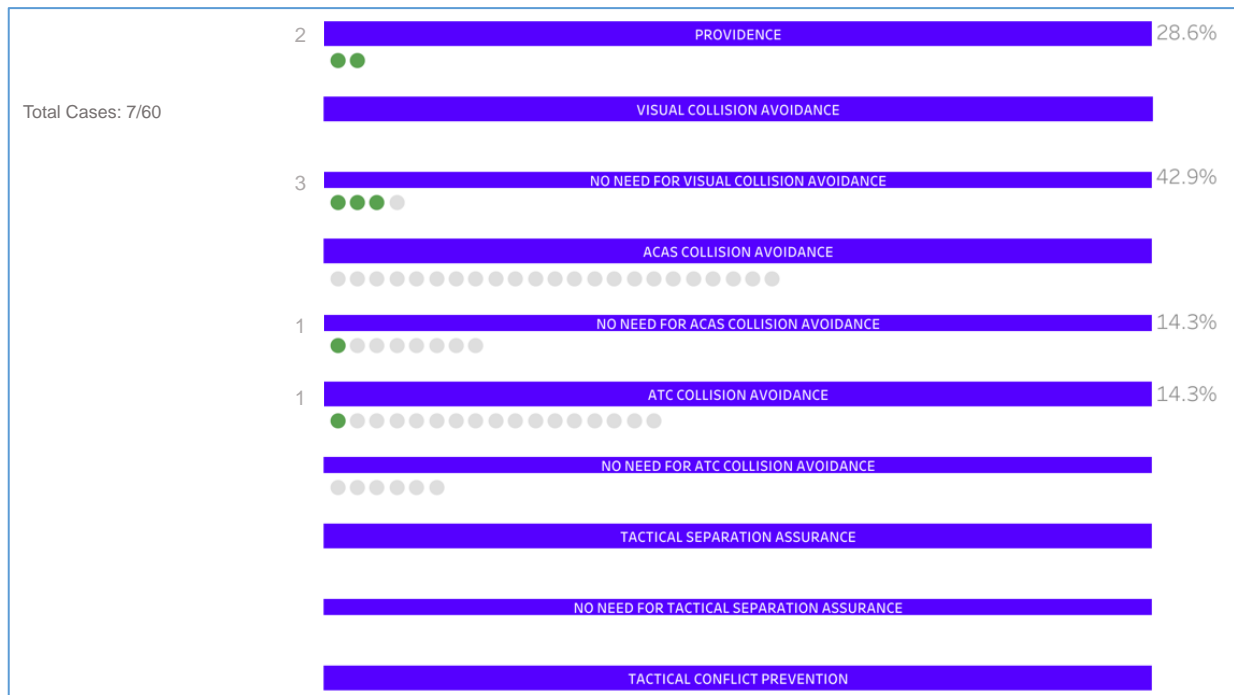 2 PROVIDENCE 28.6%
Total Cases: 7/60
VISUAL COLLISION AVOIDANCE
3 NO NEED FOR VISUAL COLLISION AVOIDANCE 42.9%
ACAS COLLISION AVOIDANCE
1 NO NEED FOR ACAS COLLISION AVOIDANCE 14.3%
1 ATC COLLISION AVOIDANCE 14.3%
NO NEED FOR ATC COLLISION AVOIDANCE
TACTICAL SEPARATION ASSURANCE
NO NEED FOR TACTICAL SEPARATION ASSURANCE
TACTICAL CONFLICT PREVENTION